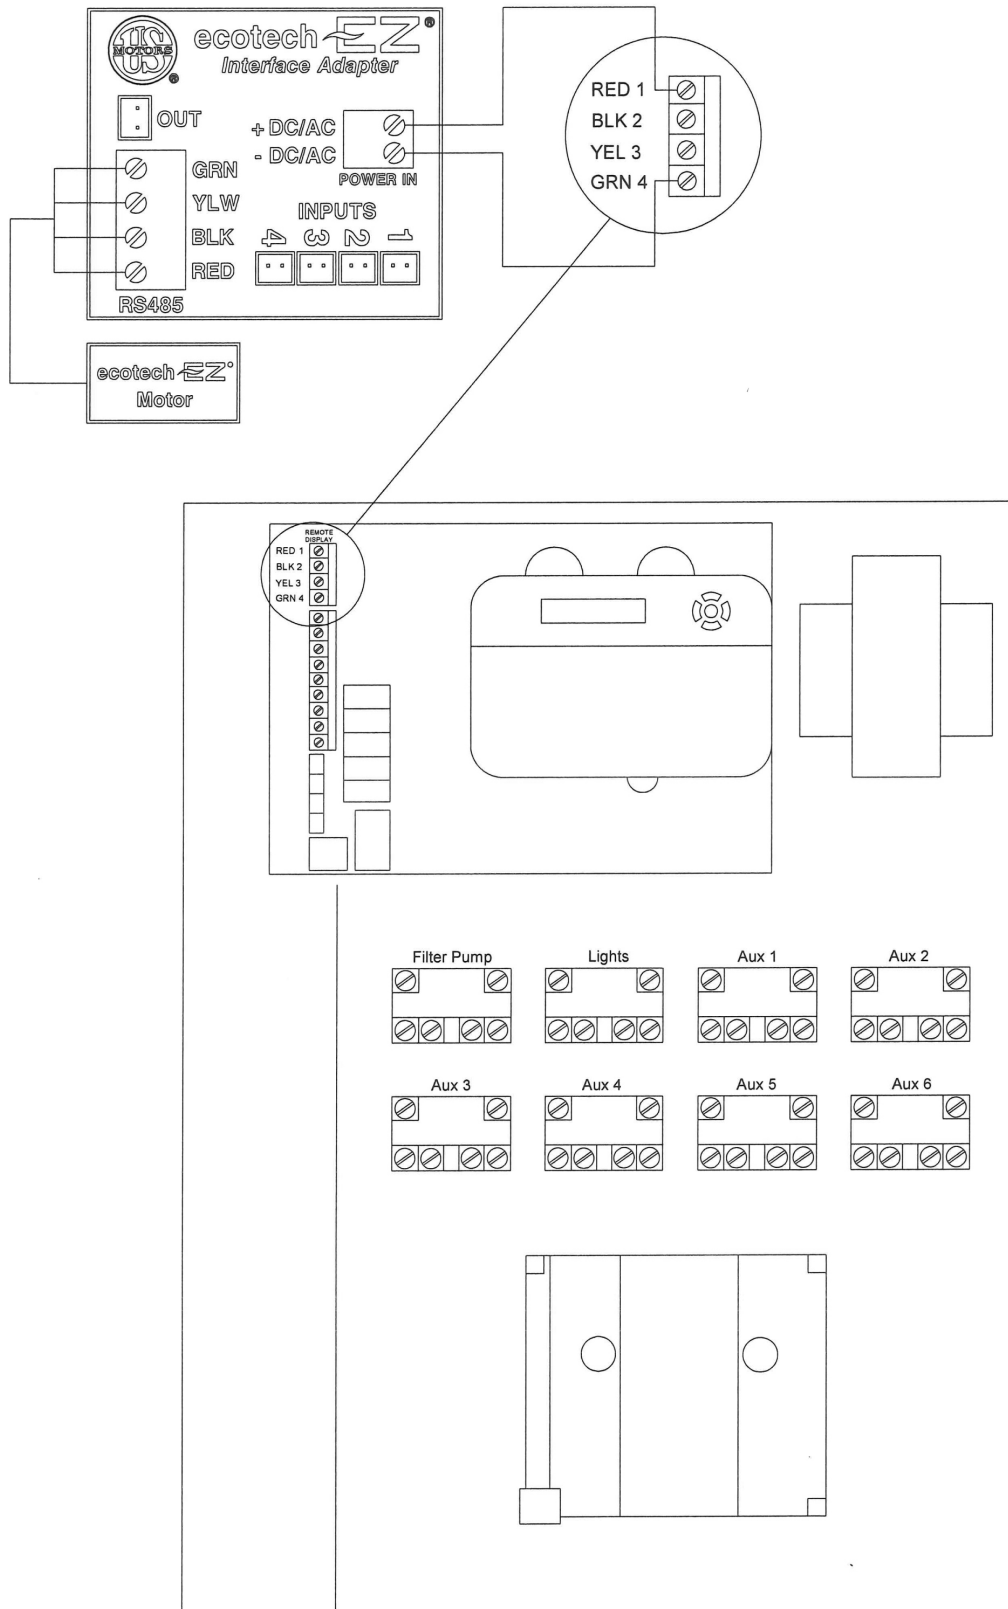 US
MOTORS
®
ecotech EZ®
Interface Adapter
OUT
+ DC/AC
- DC/AC
POWER IN
GRN
YLW
BLK
RED
RS485
INPUTS
4 3 2 1
RED 1
BLK 2
YEL 3
GRN 4
ecotech EZ®
Motor
REMOTE
DISPLAY
RED 1
BLK 2
YEL 3
GRN 4
Filter Pump
Lights
Aux 1
Aux 2
Aux 3
Aux 4
Aux 5
Aux 6